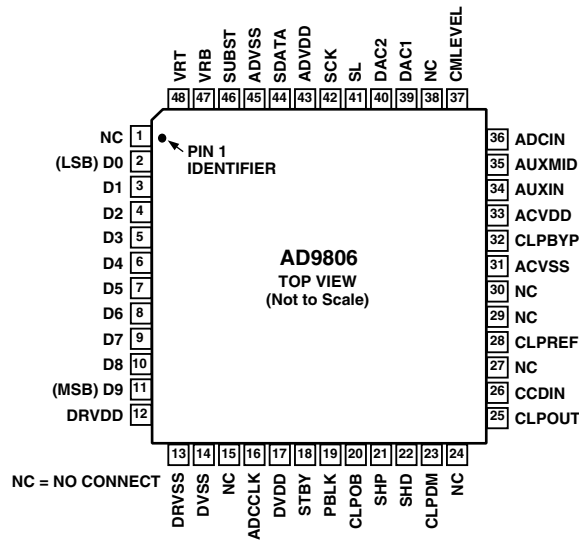 VRT
VRB
SUBST
ADVSS
SDATA
ADVDD
SCK
SL
DAC2
DAC1
NC
CMLEVEL
48 47 46 45 44 43 42 41 40 39 38 37
NC 1
(LSB) D0 2
D1 3
D2 4
D3 5
D4 6
D5 7
D6 8
D7 9
D8 10
(MSB) D9 11
DRVDD 12
PIN 1
IDENTIFIER
AD9806
TOP VIEW
(Not to Scale)
36 ADCIN
35 AUXMID
34 AUXIN
33 ACVDD
32 CLPBYP
31 ACVSS
30 NC
29 NC
28 CLPREF
27 NC
26 CCDIN
25 CLPOUT
13 14 15 16 17 18 19 20 21 22 23 24
DRVSS
DVSS
NC
ADCCLK
DVDD
STBY
PBLK
CLPOB
SHP
SHD
CLPDM
NC
NC = NO CONNECT